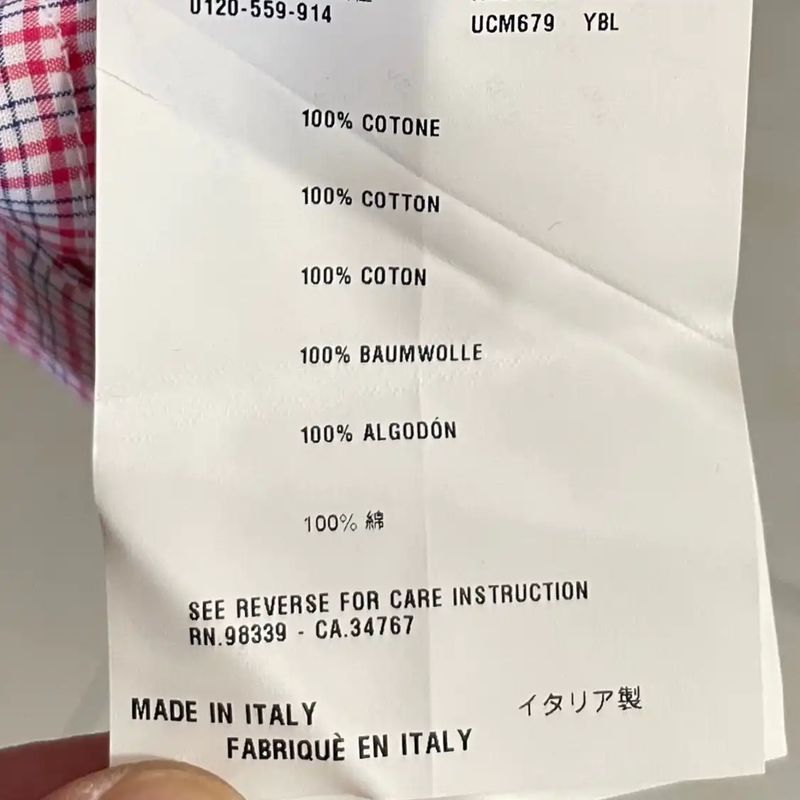 0120-559-914
UCM679 YBL
100% COTONE
100% COTTON
100% COTON
100% BAUMWOLLE
100% ALGODÓN
100% 綿
SEE REVERSE FOR CARE INSTRUCTION
RN.98339 - CA.34767
MADE IN ITALY
イタリア製
FABRIQUÈ EN ITALY